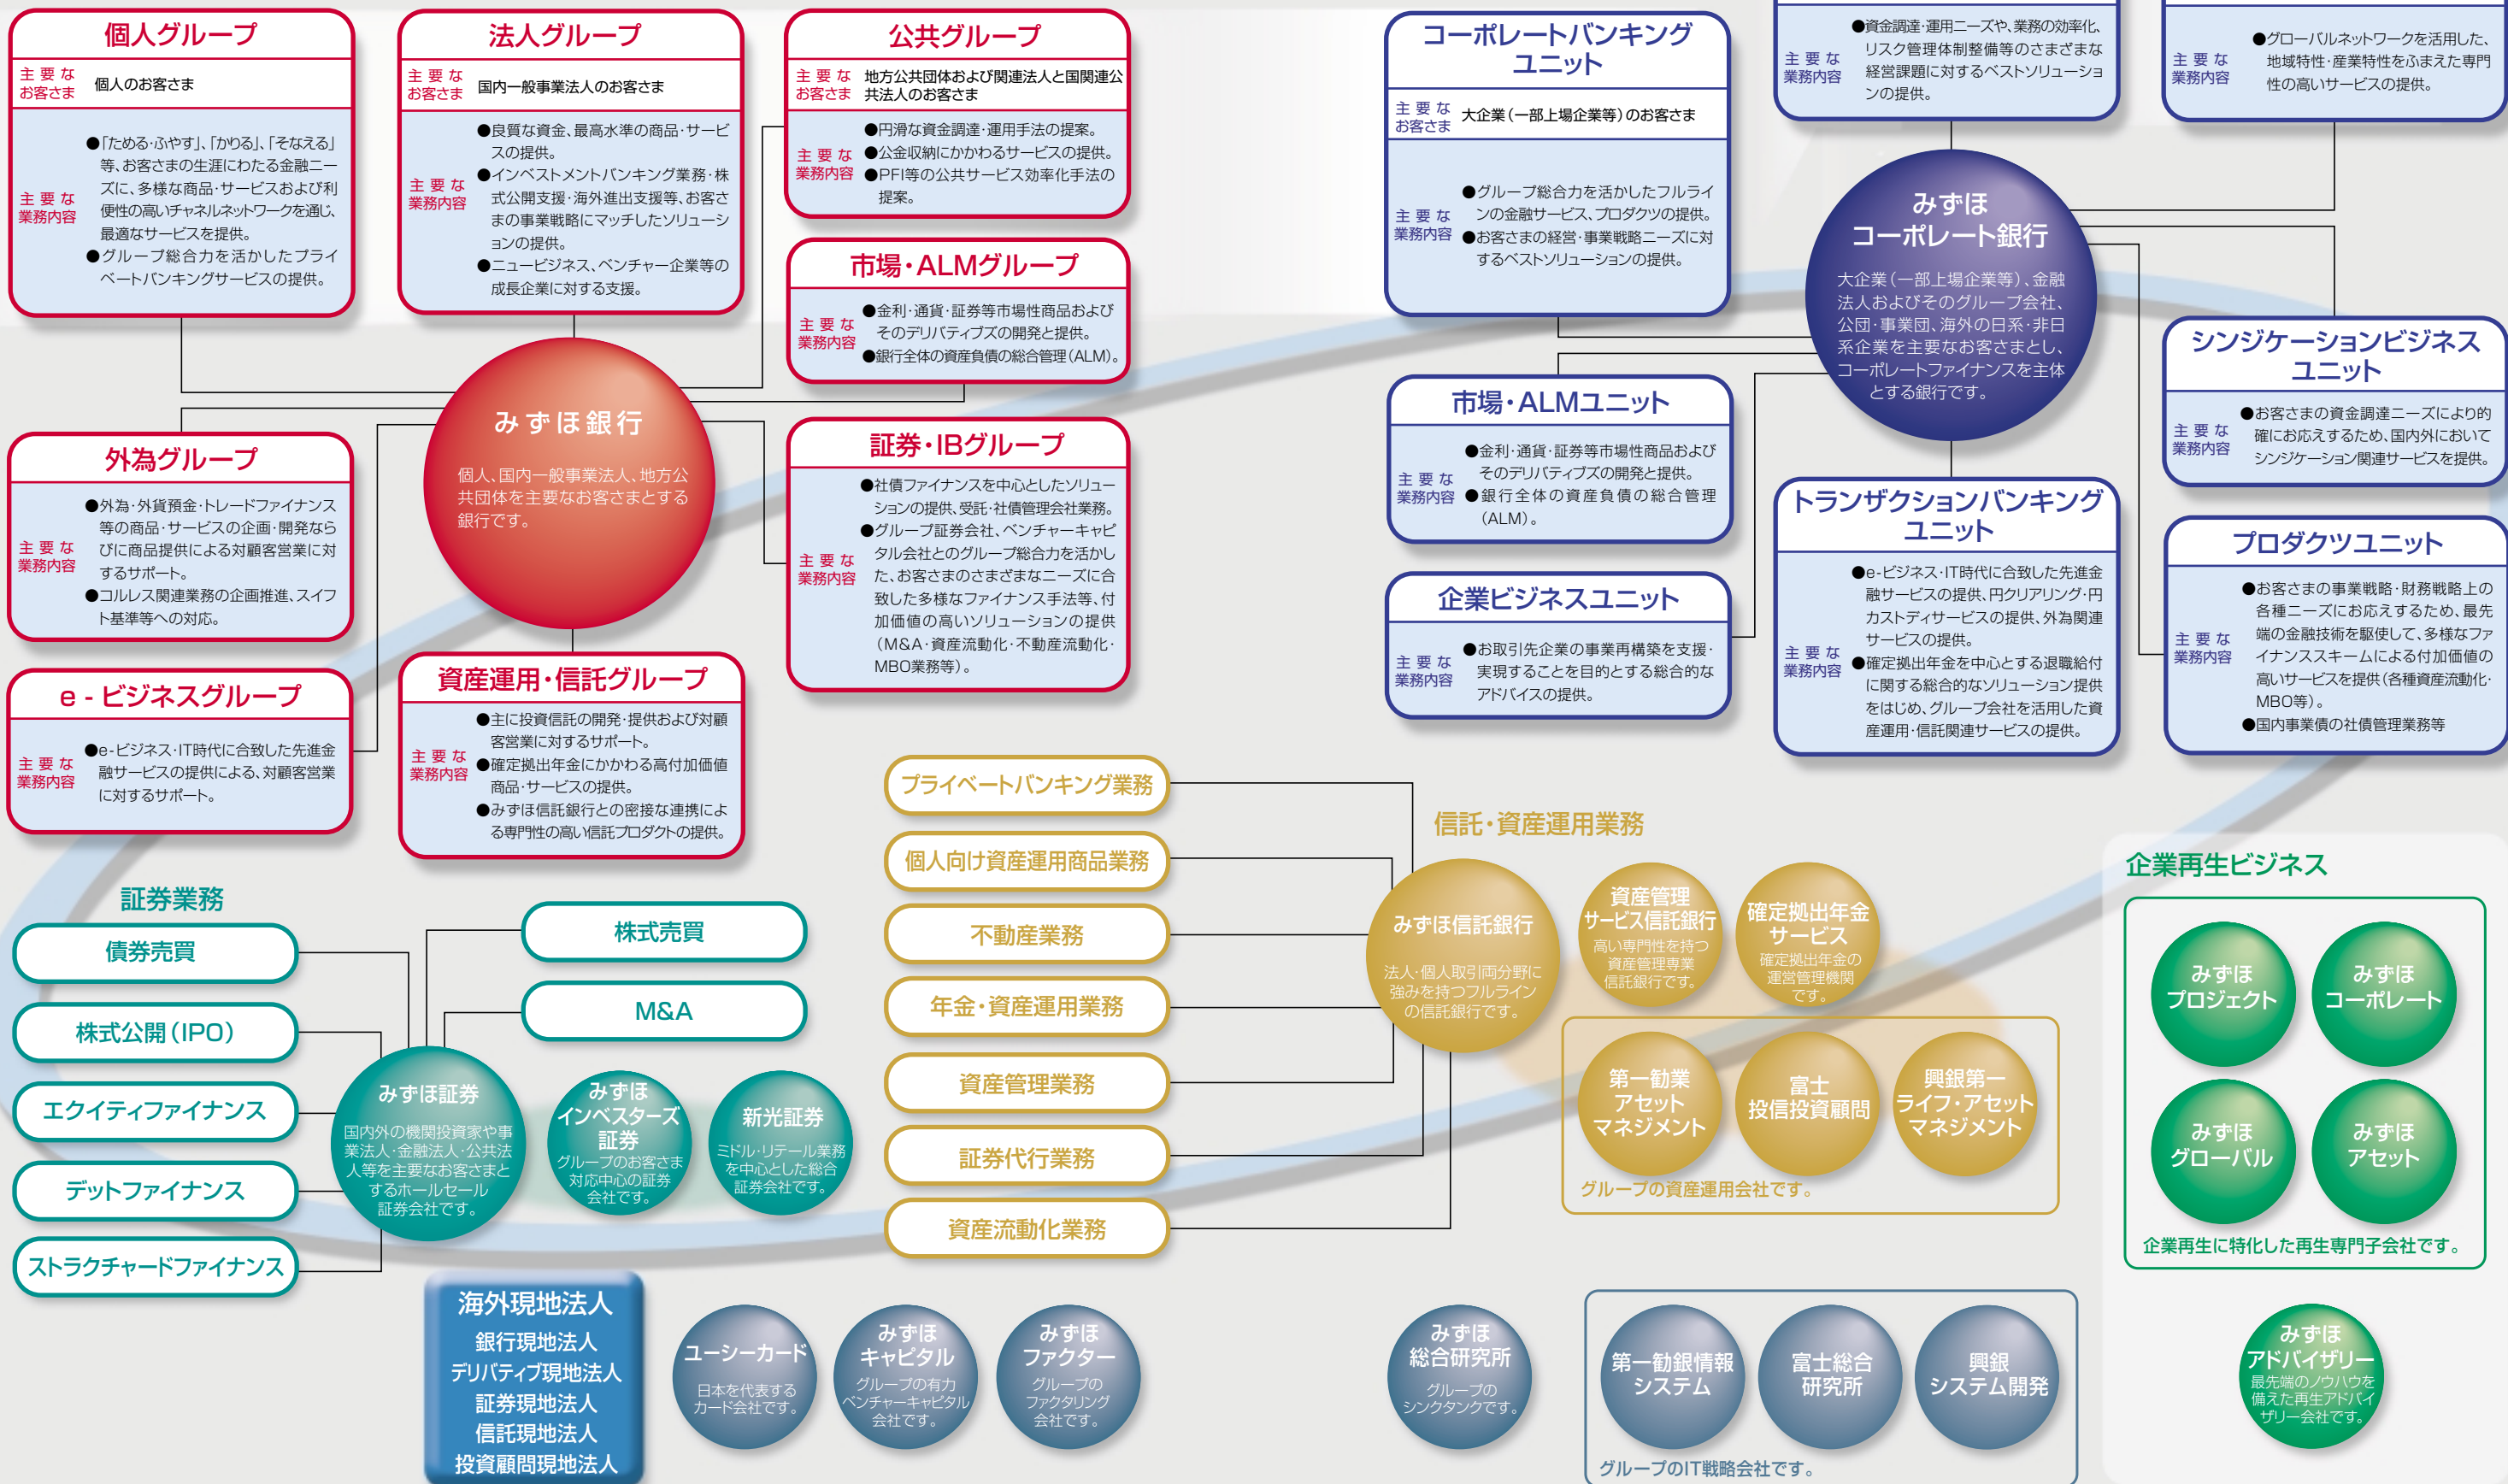 個人グループ
主要な
お客さま
個人のお客さま
主要な
業務内容
●「ためる・ふやす」、「かりる」、「そなえる」
等、お客さまの生涯にわたる金融ニー
ズに、多様な商品・サービスおよび利
便性の高いチャネルネットワークを通じ、
最適なサービスを提供。
●グループ総合力を活かしたプライ
ベートバンキングサービスの提供。
法人グループ
主要な
お客さま
国内一般事業法人のお客さま
主要な
業務内容
●良質な資金、最高水準の商品・サービ
スの提供。
●インベストメントバンキング業務・株
式公開支援・海外進出支援等、お客さ
まの事業戦略にマッチしたソリューシ
ョンの提供。
●ニュービジネス、ベンチャー企業等の
成長企業に対する支援。
公共グループ
主要な
お客さま
地方公共団体および関連法人と国関連公
共法人のお客さま
主要な
業務内容
●円滑な資金調達・運用手法の提案。
●公金収納にかかわるサービスの提供。
●PFI等の公共サービス効率化手法の
提案。
市場・ALMグループ
主要な
業務内容
●金利・通貨・証券等市場性商品および
そのデリバティブズの開発と提供。
●銀行全体の資産負債の総合管理（ALM）。
みずほ銀行
個人、国内一般事業法人、地方公
共団体を主要なお客さまとする
銀行です。
外為グループ
主要な
業務内容
●外為・外貨預金・トレードファイナンス
等の商品・サービスの企画・開発なら
びに商品提供による対顧客営業に対
するサポート。
●コルレス関連業務の企画推進、スイフ
ト基準等への対応。
証券・IBグループ
主要な
業務内容
●社債ファイナンスを中心としたソリュー
ションの提供、受託・社債管理会社業務。
●グループ証券会社、ベンチャーキャピ
タル会社とのグループ総合力を活かし
た、お客さまのさまざまなニーズに合
致した多様なファイナンス手法等、付
加価値の高いソリューションの提供
（M&A・資産流動化・不動産流動化・
MBO業務等）。
e - ビジネスグループ
主要な
業務内容
●e-ビジネス・IT時代に合致した先進金
融サービスの提供による、対顧客営業
に対するサポート。
資産運用・信託グループ
主要な
業務内容
●主に投資信託の開発・提供および対顧
客営業に対するサポート。
●確定拠出年金にかかわる高付加価値
商品・サービスの提供。
●みずほ信託銀行との密接な連携によ
る専門性の高い信託プロダクトの提供。
コーポレートバンキング
ユニット
主要な
お客さま
大企業（一部上場企業等）のお客さま
主要な
業務内容
●グループ総合力を活かしたフルライ
ンの金融サービス、プロダクツの提供。
●お客さまの経営・事業戦略ニーズに対
するベストソリューションの提供。
主要な
業務内容
●資金調達・運用ニーズや、業務の効率化、
リスク管理体制整備等のさまざまな
経営課題に対するベストソリューショ
ンの提供。
主要な
業務内容
●グローバルネットワークを活用した、
地域特性・産業特性をふまえた専門
性の高いサービスの提供。
みずほ
コーポレート銀行
大企業（一部上場企業等）、金融
法人およびそのグループ会社、
公団・事業団、海外の日系・非日
系企業を主要なお客さまとし、
コーポレートファイナンスを主体
とする銀行です。
市場・ALMユニット
主要な
業務内容
●金利・通貨・証券等市場性商品および
そのデリバティブズの開発と提供。
●銀行全体の資産負債の総合管理
（ALM）。
シンジケーションビジネス
ユニット
主要な
業務内容
●お客さまの資金調達ニーズにより的
確にお応えするため、国内外において
シンジケーション関連サービスを提供。
企業ビジネスユニット
主要な
業務内容
●お取引先企業の事業再構築を支援・
実現することを目的とする総合的な
アドバイスの提供。
トランザクションバンキング
ユニット
主要な
業務内容
●e-ビジネス・IT時代に合致した先進金
融サービスの提供、円クリアリング・円
カストディサービスの提供、外為関連
サービスの提供。
●確定拠出年金を中心とする退職給付
に関する総合的なソリューション提供
をはじめ、グループ会社を活用した資
産運用・信託関連サービスの提供。
プロダクツユニット
主要な
業務内容
●お客さまの事業戦略・財務戦略上の
各種ニーズにお応えするため、最先
端の金融技術を駆使して、多様なファ
イナンススキームによる付加価値の
高いサービスを提供（各種資産流動化・
MBO等）。
●国内事業債の社債管理業務等
証券業務
債券売買
株式公開（IPO）
エクイティファイナンス
デットファイナンス
ストラクチャードファイナンス
株式売買
M&A
みずほ証券
国内外の機関投資家や事
業法人・金融法人・公共法
人等を主要なお客さまと
するホールセール
証券会社です。
みずほ
インベスターズ
証券
グループのお客さま
対応中心の証券
会社です。
新光証券
ミドル・リテール業務
を中心とした総合
証券会社です。
信託・資産運用業務
プライベートバンキング業務
個人向け資産運用商品業務
不動産業務
年金・資産運用業務
資産管理業務
証券代行業務
資産流動化業務
みずほ信託銀行
法人・個人取引両分野に
強みを持つフルライン
の信託銀行です。
資産管理
サービス信託銀行
高い専門性を持つ
資産管理専業
信託銀行です。
確定拠出年金
サービス
確定拠出年金の
運営管理機関
です。
第一勧業
アセット
マネジメント
富士
投信投資顧問
興銀第一
ライフ・アセット
マネジメント
グループの資産運用会社です。
企業再生ビジネス
みずほ
プロジェクト
みずほ
コーポレート
みずほ
グローバル
みずほ
アセット
企業再生に特化した再生専門子会社です。
みずほ
アドバイザリー
最先端のノウハウを
備えた再生アドバイ
ザリー会社です。
海外現地法人
銀行現地法人
デリバティブ現地法人
証券現地法人
信託現地法人
投資顧問現地法人
ユーシーカード
日本を代表する
カード会社です。
みずほ
キャピタル
グループの有力
ベンチャーキャピタル
会社です。
みずほ
ファクター
グループの
ファクタリング
会社です。
みずほ
総合研究所
グループの
シンクタンクです。
第一勧銀情報
システム
富士総合
研究所
興銀
システム開発
グループのIT戦略会社です。